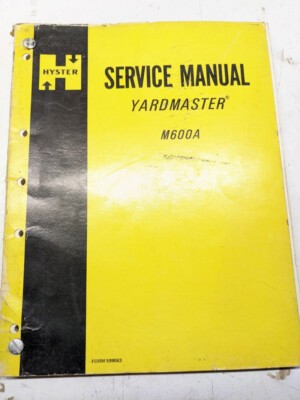 HYSTER
SERVICE MANUAL
YARDMASTER®
M600A